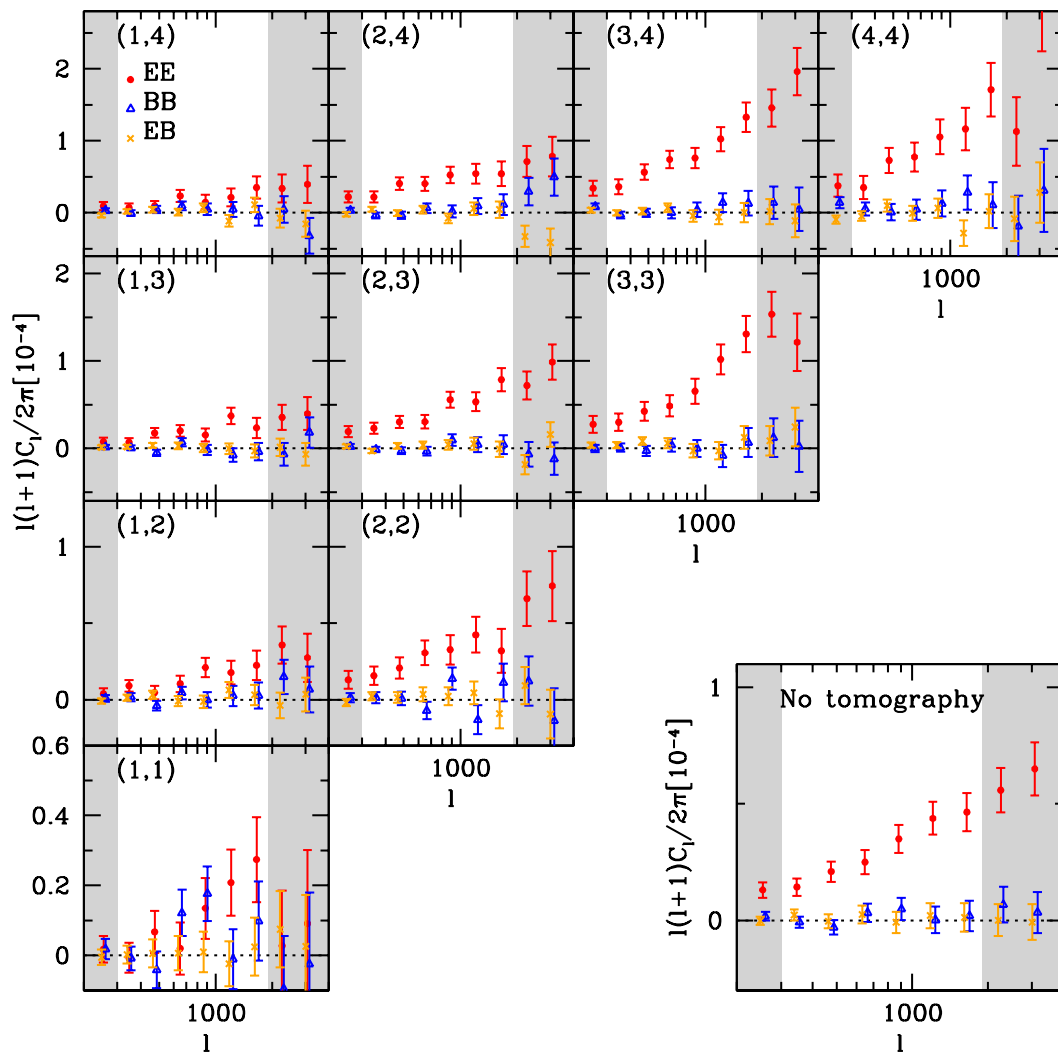 (1,4)
EE
BB
EB
(2,4)
(3,4)
(4,4)
2
1
0
1000
l
(1,3)
(2,3)
(3,3)
2
1
0
1000
l
l(l+1)C_l/2π[10⁻⁴]
(1,2)
(2,2)
1
0
1000
l
(1,1)
0.6
0.4
0.2
0
1000
l
No tomography
1
0
l(l+1)C_l/2π[10⁻⁴]
1000
l